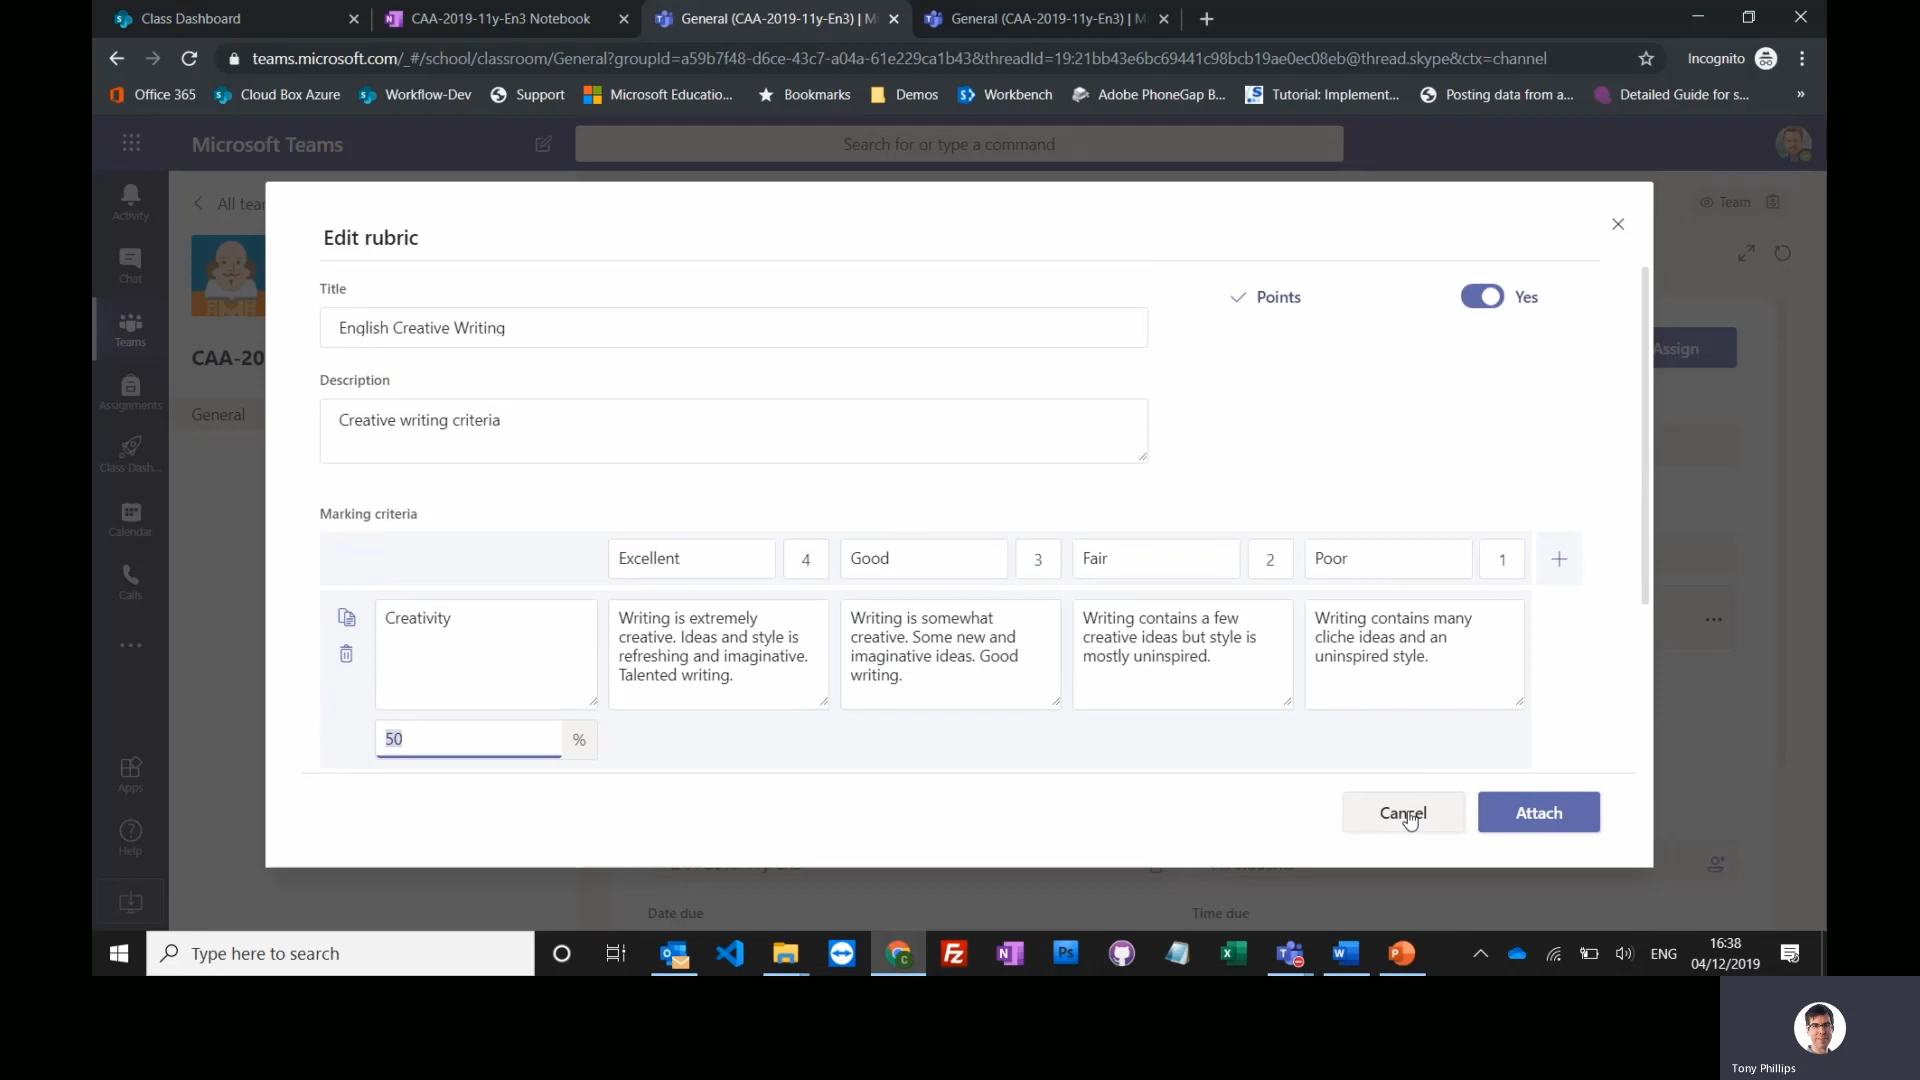 Class Dashboard
CAA-2019-11y-En3 Notebook
General (CAA-2019-11y-En3) | M
General (CAA-2019-11y-En3) | M
teams.microsoft.com/_#/school/classroom/General?groupId=a59b7f48-d6ce-43c7-a04a-61e229ca1b43&threadId=19:21bb43e6bc69441c98bcb19ae0ec08eb@thread.skype&ctx=channel
Incognito
Office 365
Cloud Box Azure
Workflow-Dev
Support
Microsoft Educatio...
Bookmarks
Demos
Workbench
Adobe PhoneGap B...
Tutorial: Implement...
Posting data from a...
Detailed Guide for s...
»
Microsoft Teams
Search for or type a command
Activity
Chat
Teams
Assignments
Class Dash...
Calendar
Calls
Apps
Help
All tea
CAA-20
General
Team
Assign
Edit rubric
Title
English Creative Writing
Points
Yes
Description
Creative writing criteria
Marking criteria
Excellent
4
Good
3
Fair
2
Poor
1
Creativity
Writing is extremely
creative. Ideas and style is
refreshing and imaginative.
Talented writing.
Writing is somewhat
creative. Some new and
imaginative ideas. Good
writing.
Writing contains a few
creative ideas but style is
mostly uninspired.
Writing contains many
cliche ideas and an
uninspired style.
50
%
Cancel
Attach
Date due
Time due
Type here to search
ENG
16:38
04/12/2019
Tony Phillips